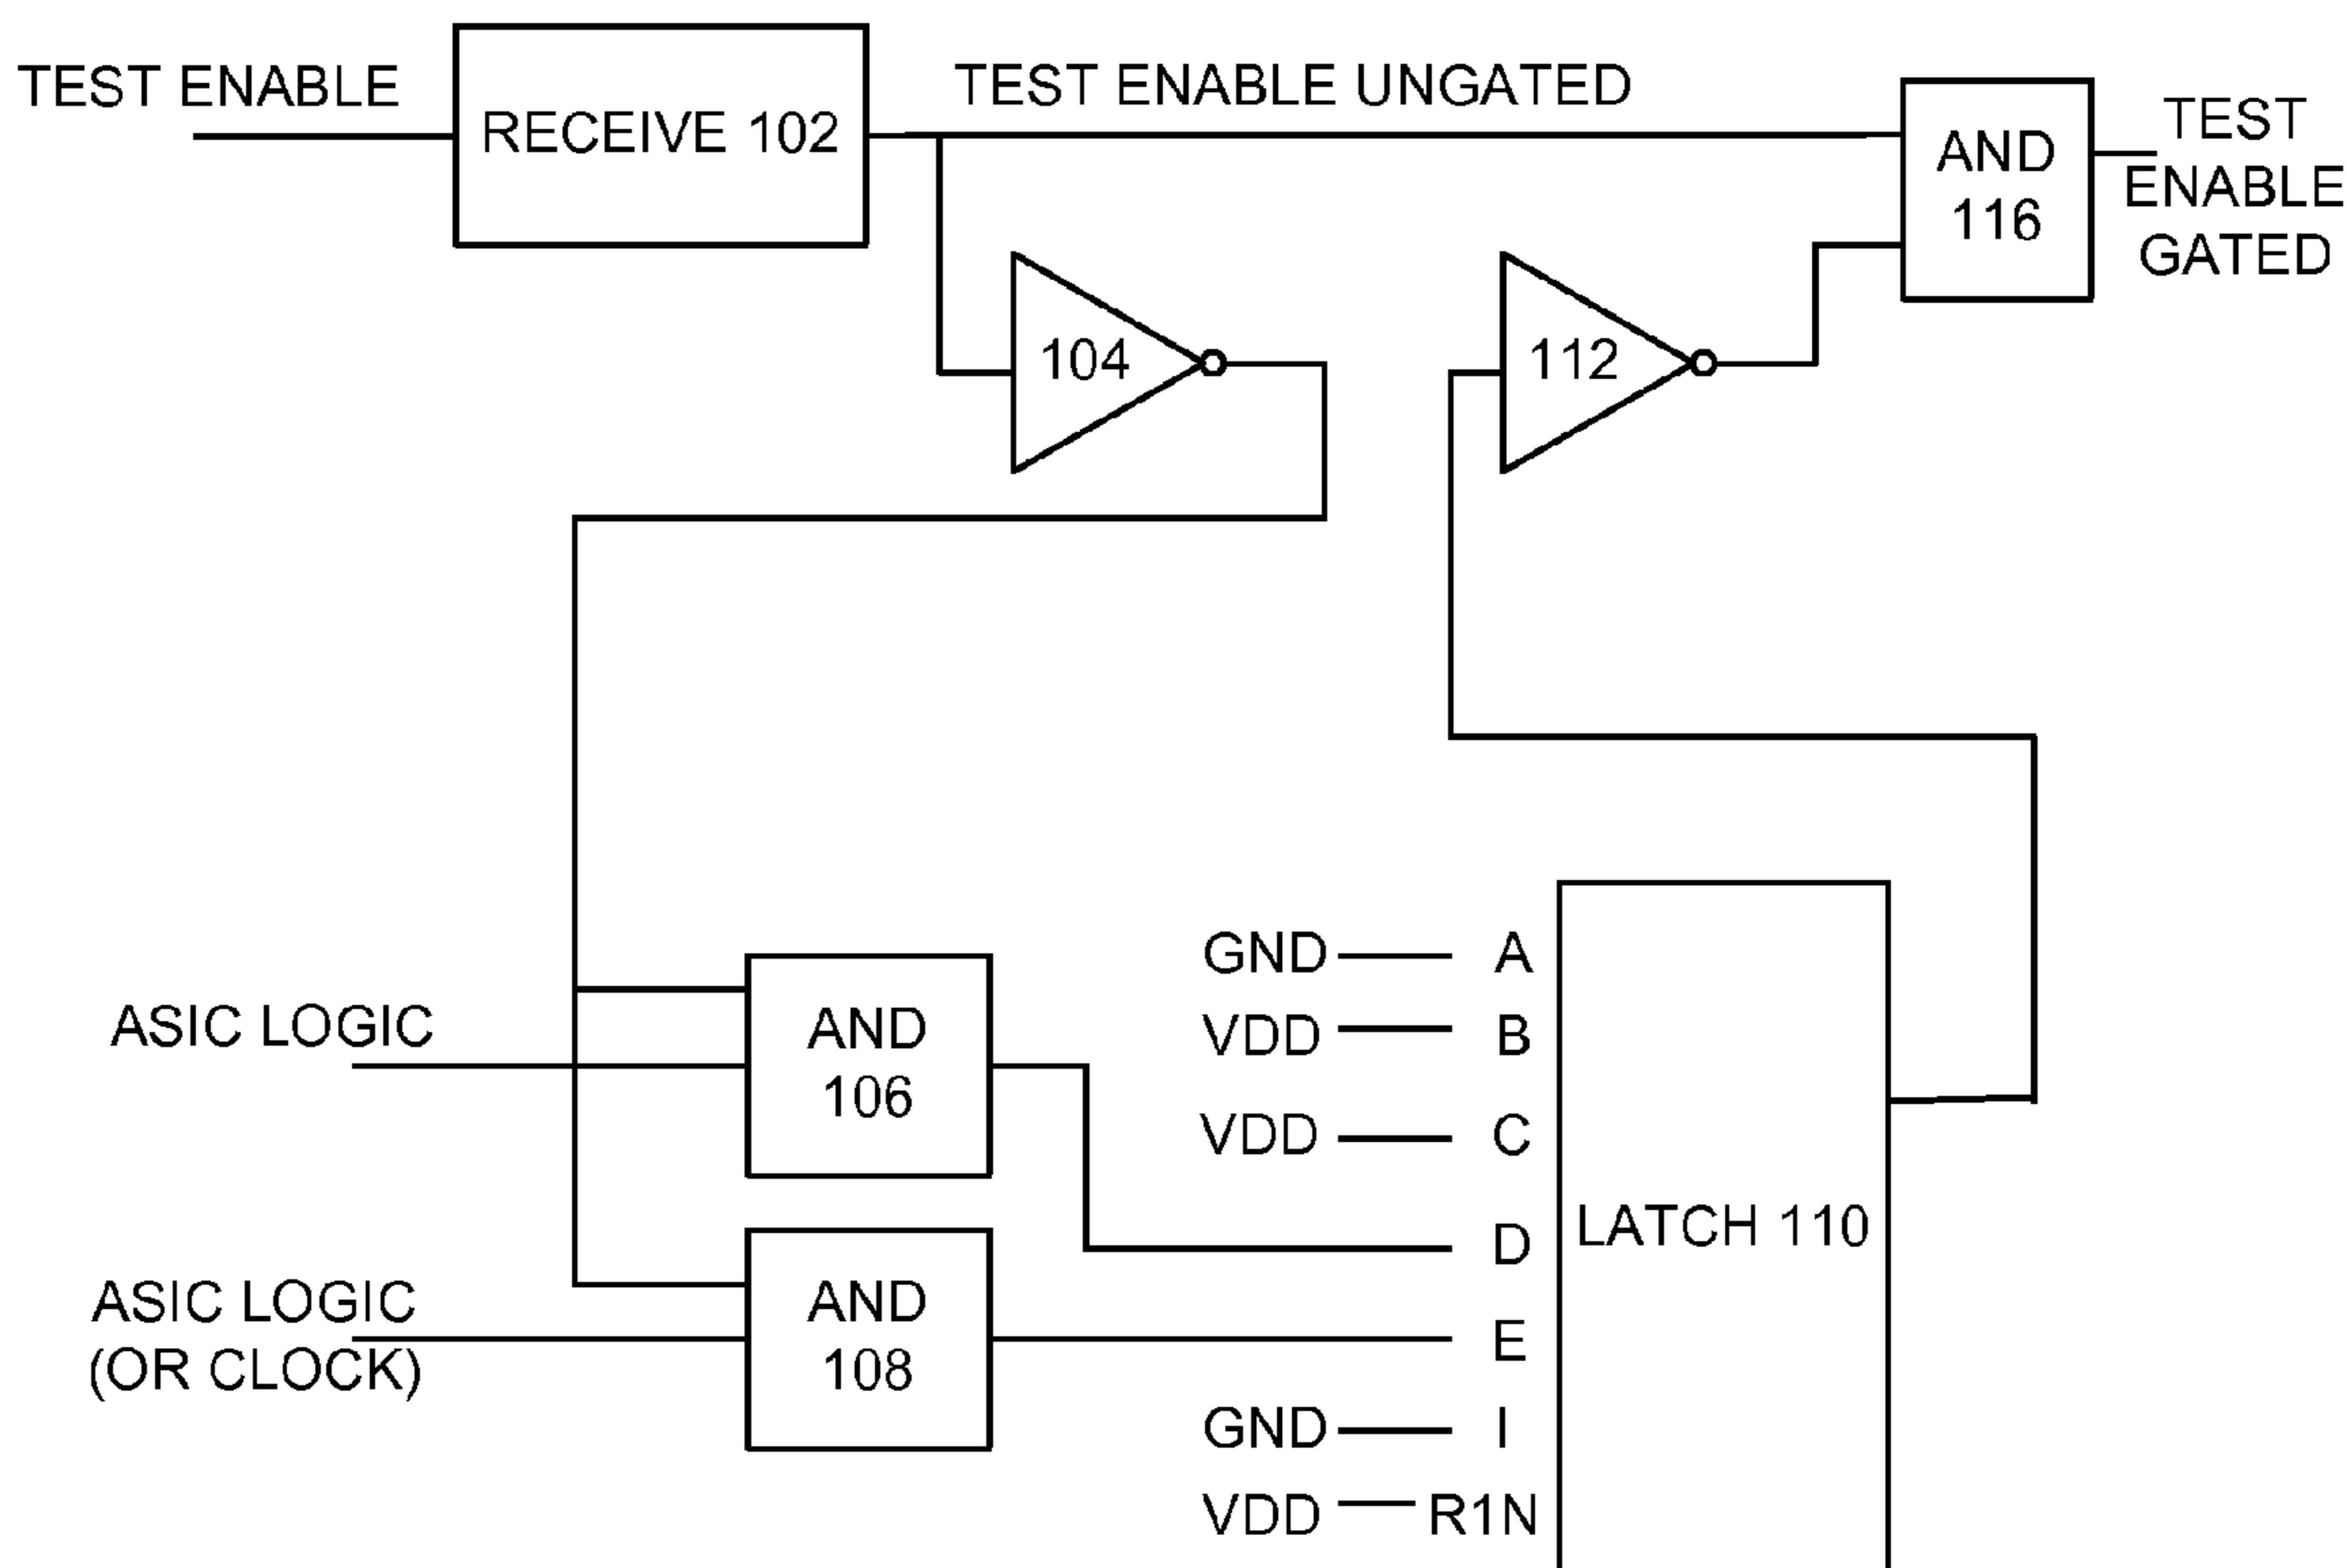 TEST ENABLE
RECEIVE 102
TEST ENABLE UNGATED
AND
116
TEST
ENABLE
GATED
104
112
ASIC LOGIC
AND
106
ASIC LOGIC
(OR CLOCK)
AND
108
GND A
VDD B
VDD C
D
E
GND I
VDD R1N
LATCH 110